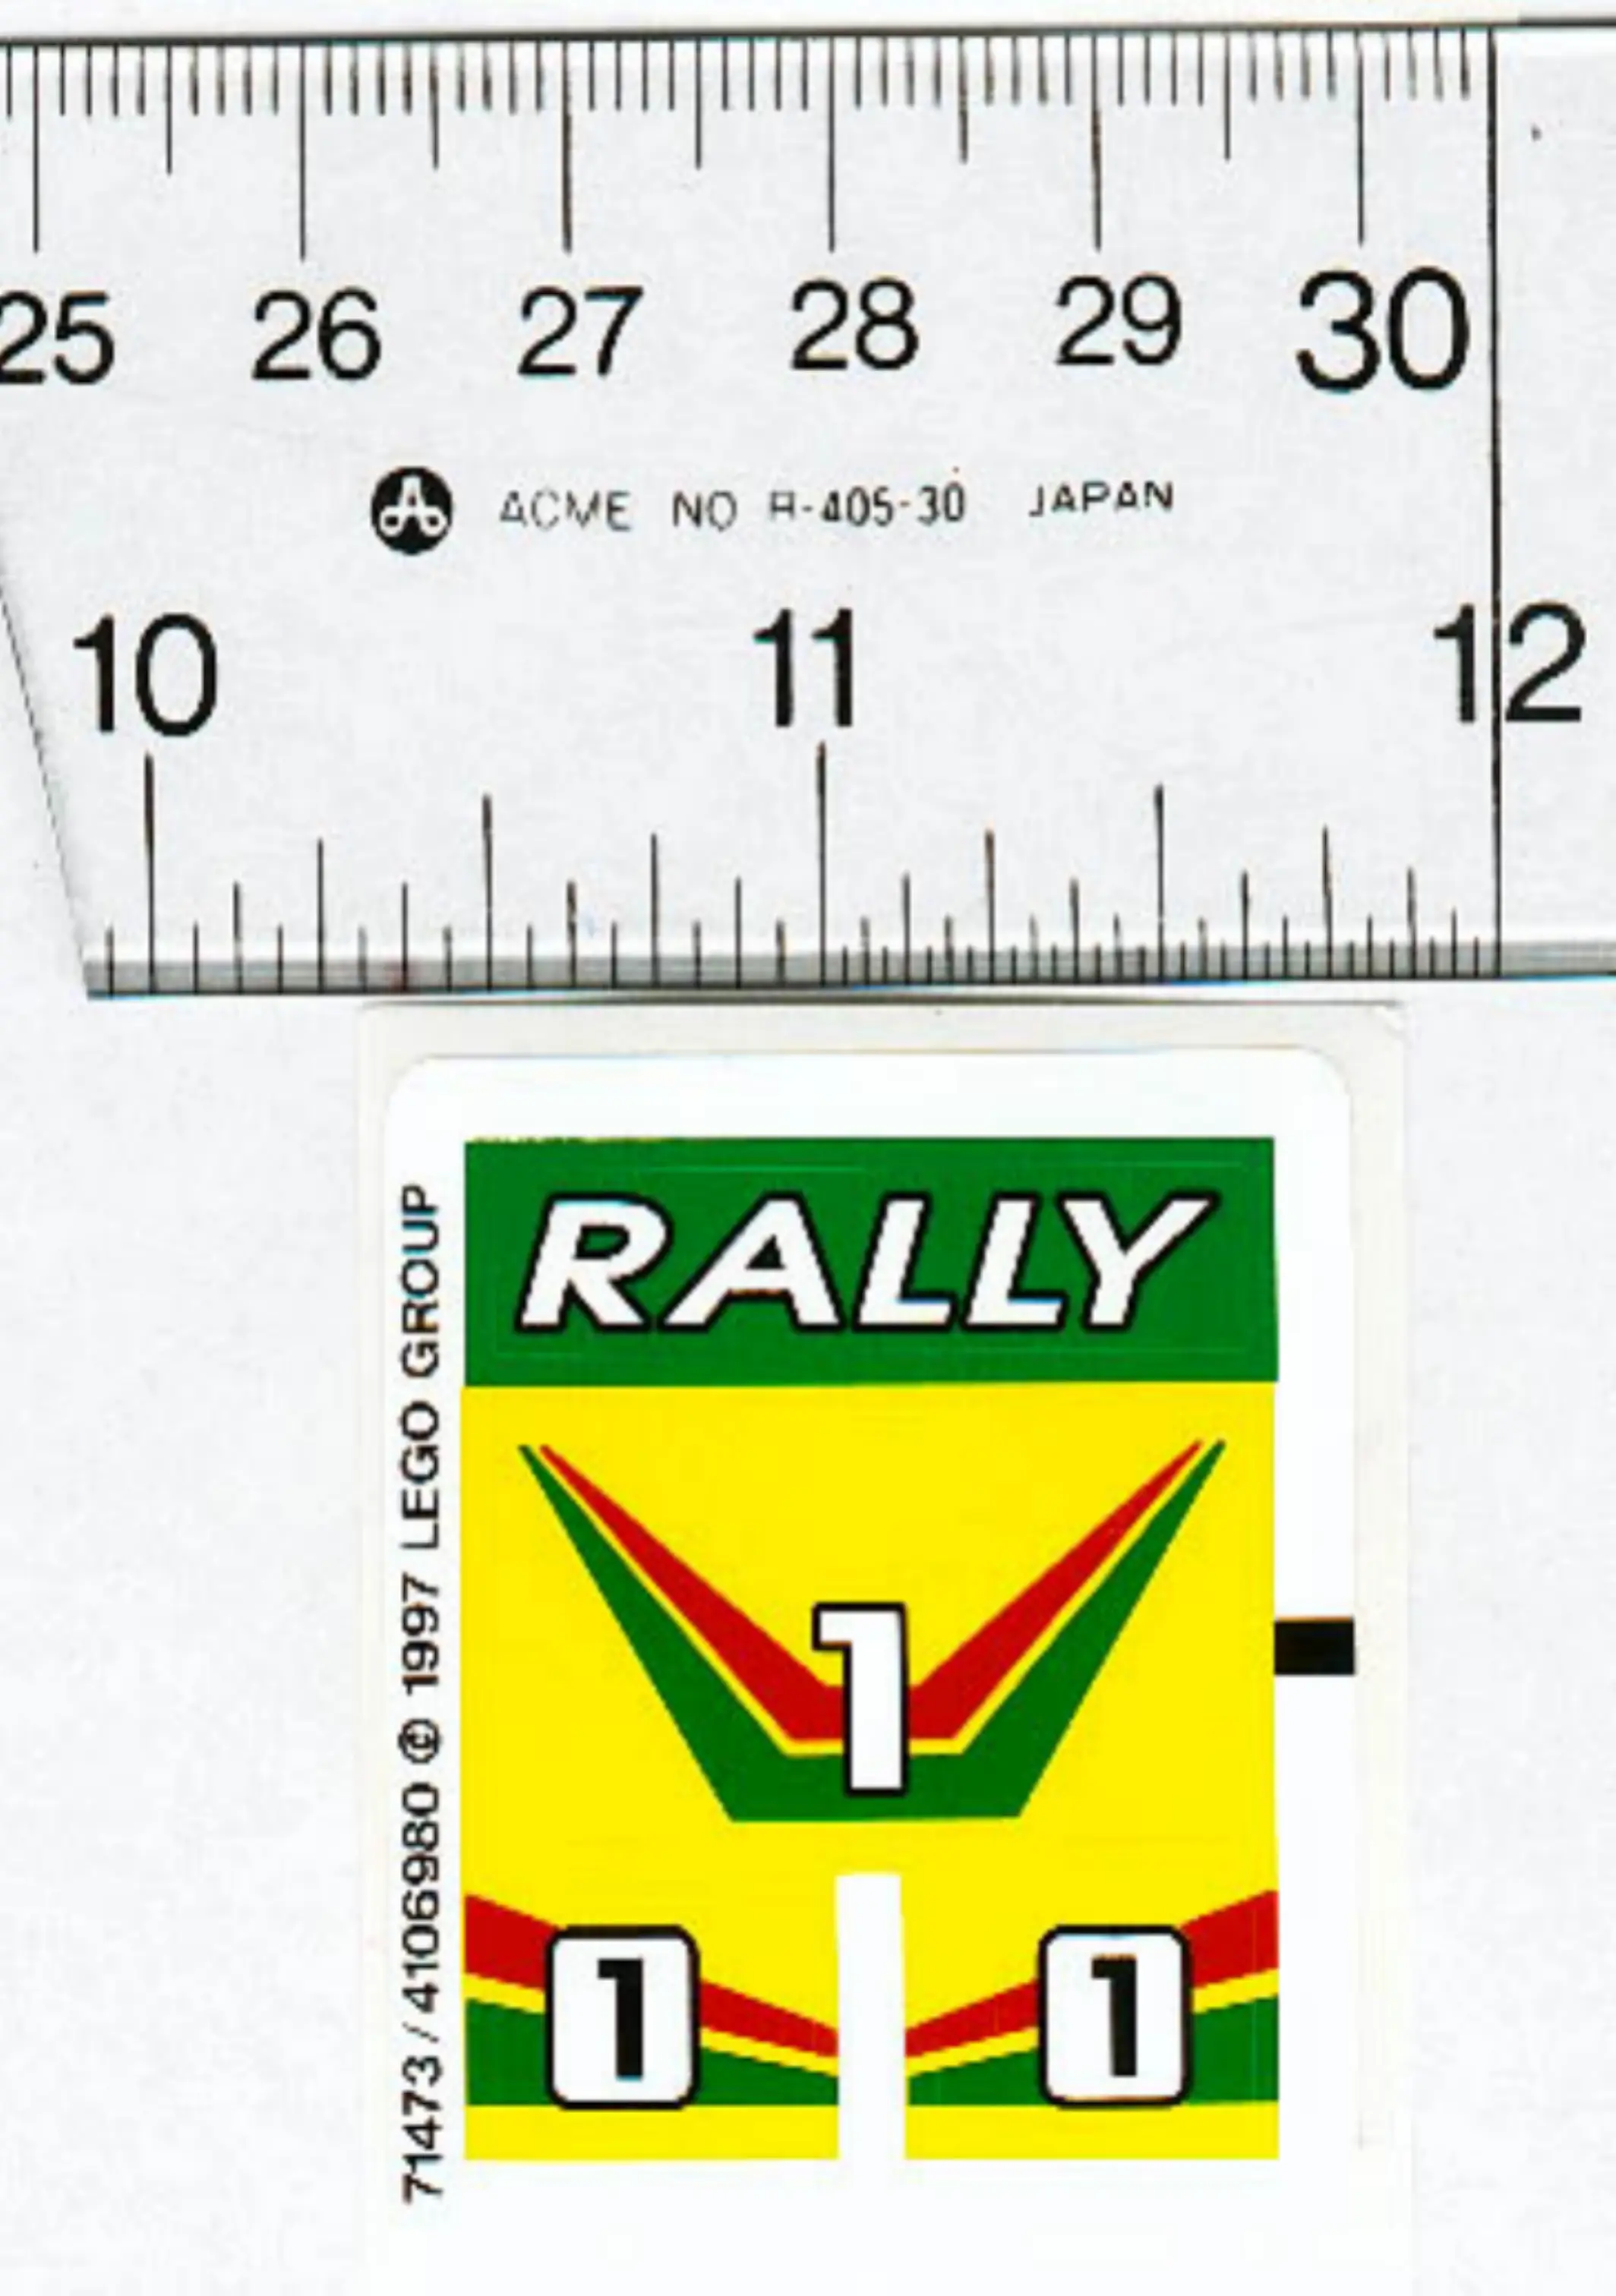 25 26 27 28 29 30
ACME NO R-405-30 JAPAN
10 11 12
RALLY
71473 / 4106980 © 1997 LEGO GROUP
1
1 1